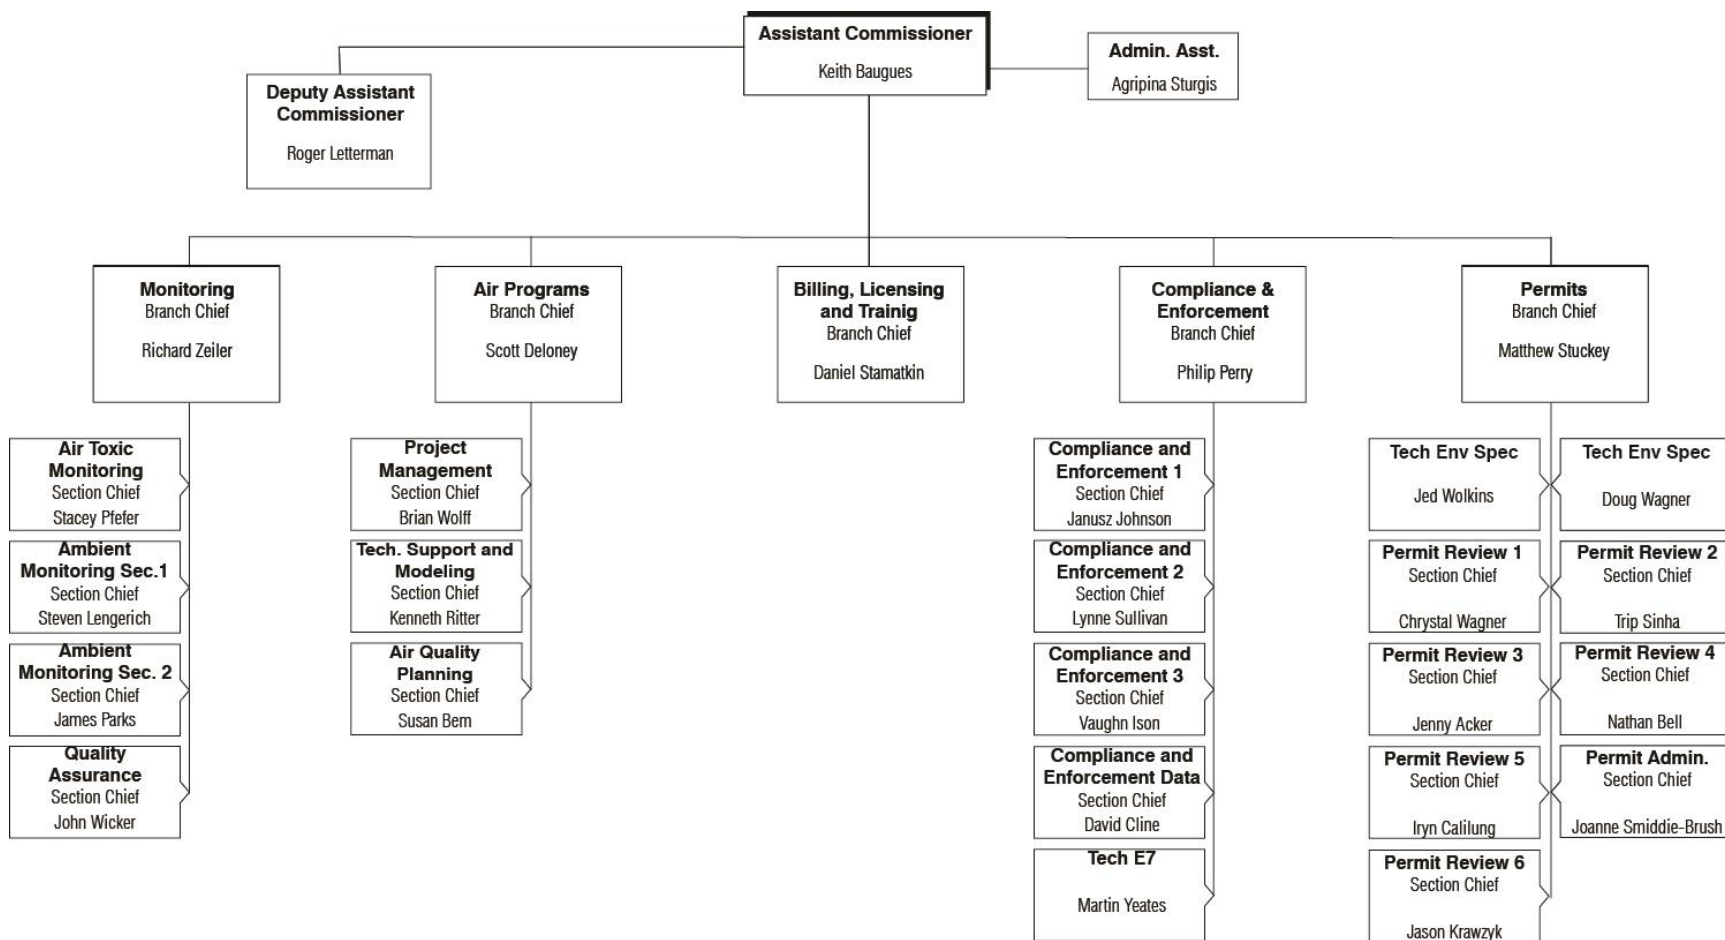 Assistant Commissioner
Keith Baugues
Admin. Asst.
Agripina Sturgis
Deputy Assistant
Commissioner
Roger Letterman
Monitoring
Branch Chief
Richard Zeiler
Air Programs
Branch Chief
Scott Deloney
Billing, Licensing
and Trainig
Branch Chief
Daniel Stamatkin
Compliance &
Enforcement
Branch Chief
Philip Perry
Permits
Branch Chief
Matthew Stuckey
Air Toxic
Monitoring
Section Chief
Stacey Pfefer
Ambient
Monitoring Sec.1
Section Chief
Steven Lengerich
Ambient
Monitoring Sec. 2
Section Chief
James Parks
Quality
Assurance
Section Chief
John Wicker
Project
Management
Section Chief
Brian Wolff
Tech. Support and
Modeling
Section Chief
Kenneth Ritter
Air Quality
Planning
Section Chief
Susan Bem
Compliance and
Enforcement 1
Section Chief
Janusz Johnson
Compliance and
Enforcement 2
Section Chief
Lynne Sullivan
Compliance and
Enforcement 3
Section Chief
Vaughn Ison
Compliance and
Enforcement Data
Section Chief
David Cline
Tech E7
Martin Yeates
Tech Env Spec
Jed Wolkins
Tech Env Spec
Doug Wagner
Permit Review 1
Section Chief
Chrystal Wagner
Permit Review 2
Section Chief
Trip Sinha
Permit Review 3
Section Chief
Jenny Acker
Permit Review 4
Section Chief
Nathan Bell
Permit Review 5
Section Chief
Iryn Calilung
Permit Admin.
Section Chief
Joanne Smiddie-Brush
Permit Review 6
Section Chief
Jason Krawzyk